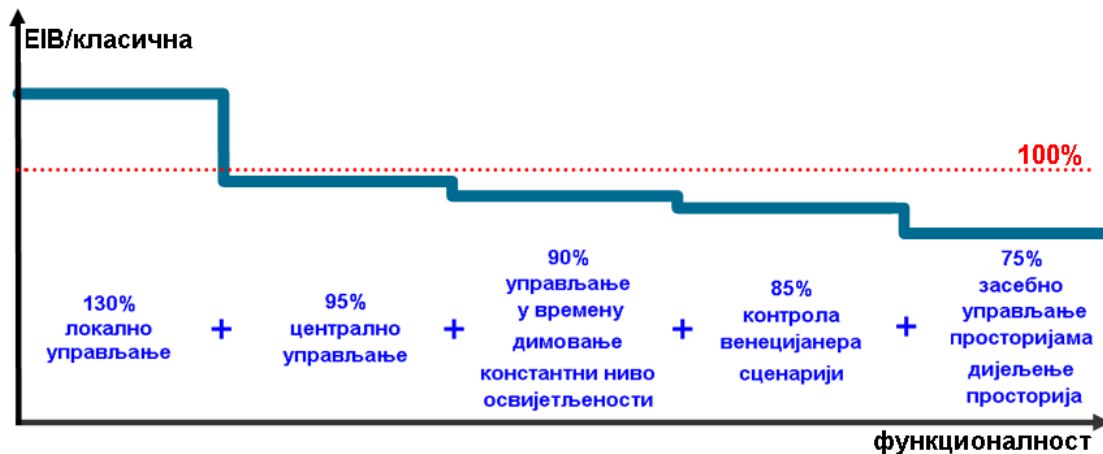 EIB/класична
100%
130%
локално
управљање
+
95%
централно
управљање
+
90%
управљање
у времену
димовање
константни ниво
освијетљености
+
85%
контрола
венецијанера
сценарији
+
75%
засебно
управљање
просторијама
дијељење
просторија
функционалност